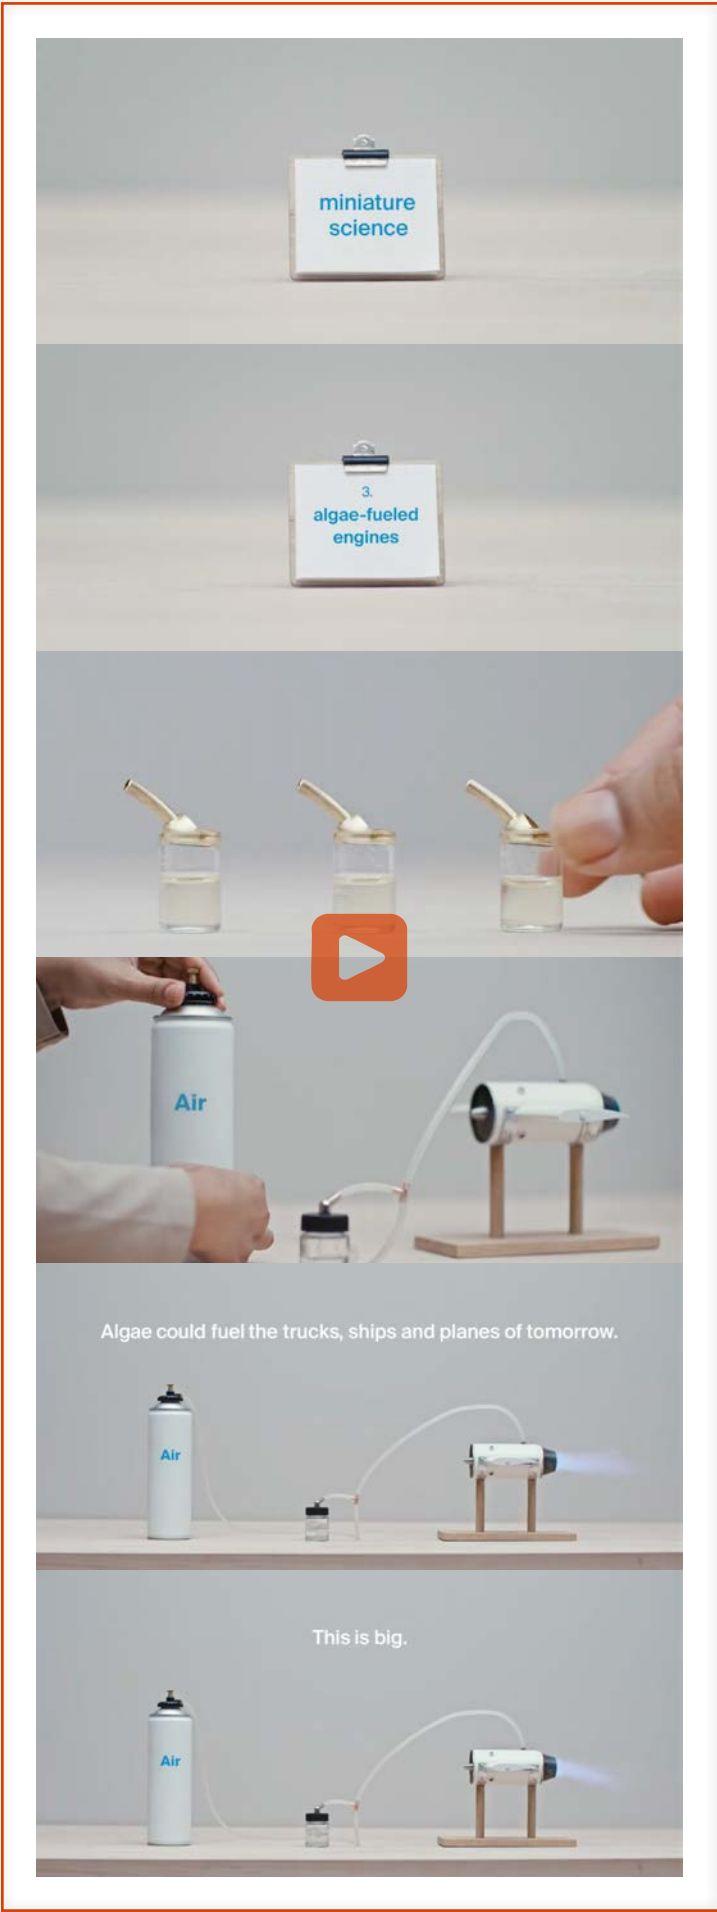 miniature
science
3.
algae-fueled
engines
Air
Algae could fuel the trucks, ships and planes of tomorrow.
Air
This is big.
Air